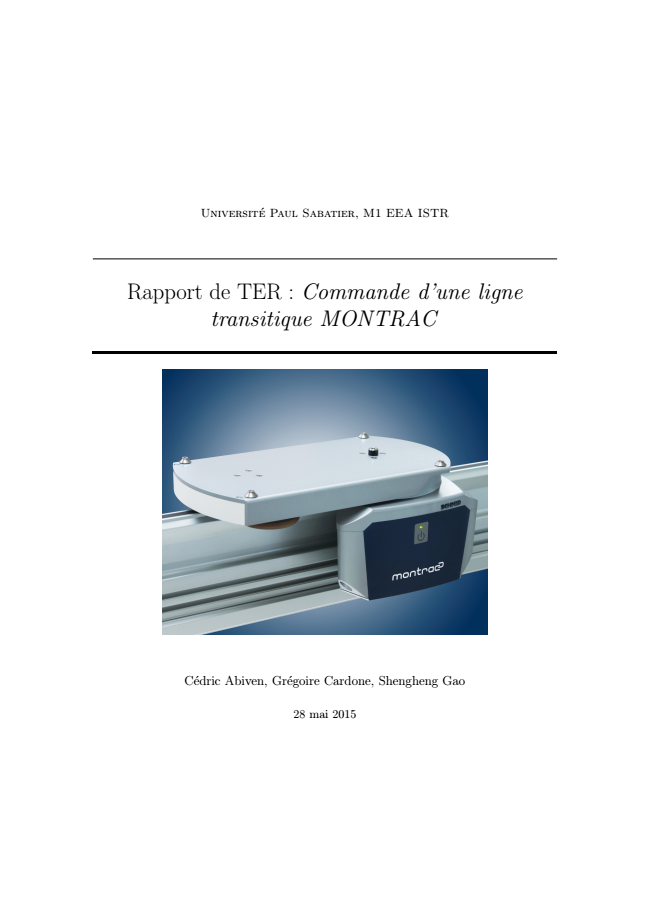 Université Paul Sabatier, M1 EEA ISTR
Rapport de TER : Commande d'une ligne
transitique MONTRAC
montrac
Cédric Abiven, Grégoire Cardone, Shengheng Gao
28 mai 2015